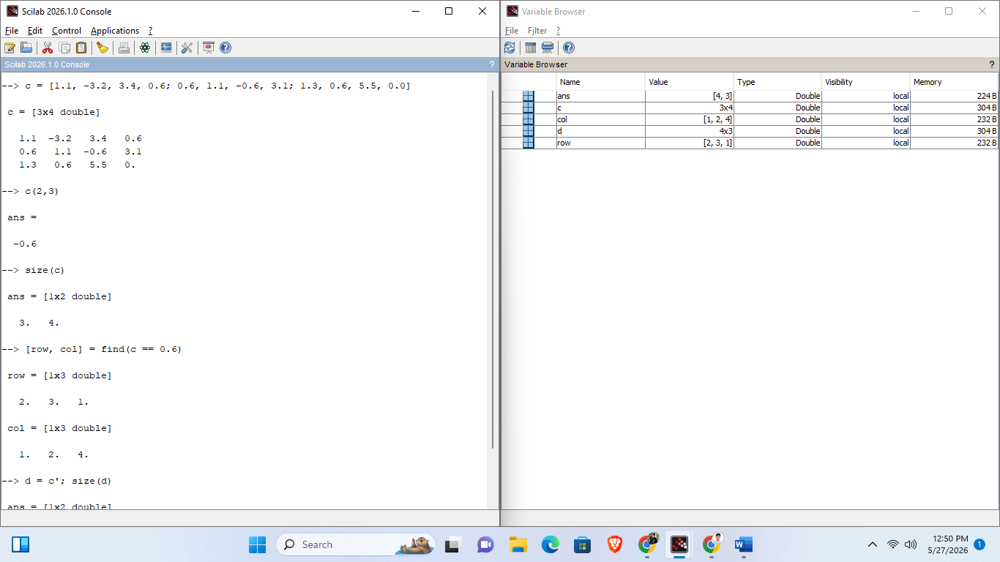 Scilab 2026.1.0 Console
File Edit Control Applications ?
Scilab 2026.1.0 Console ?
--> c = [1.1, -3.2, 3.4, 0.6; 0.6, 1.1, -0.6, 3.1; 1.3, 0.6, 5.5, 0.0]
c = [3x4 double]
1.1 -3.2 3.4 0.6
0.6 1.1 -0.6 3.1
1.3 0.6 5.5 0.
--> c(2,3)
ans =
-0.6
--> size(c)
ans = [1x2 double]
3. 4.
--> [row, col] = find(c == 0.6)
row = [1x3 double]
2. 3. 1.
col = [1x3 double]
1. 2. 4.
--> d = c'; size(d)
ans = [1x2 double]
Variable Browser
File Filter ?
Variable Browser ?
Name Value Type Visibility Memory
ans [4, 3] Double local 224 B
c 3x4 Double local 304 B
col [1, 2, 4] Double local 232 B
d 4x3 Double local 304 B
row [2, 3, 1] Double local 232 B
Search
W
12:50 PM
5/27/2026
1